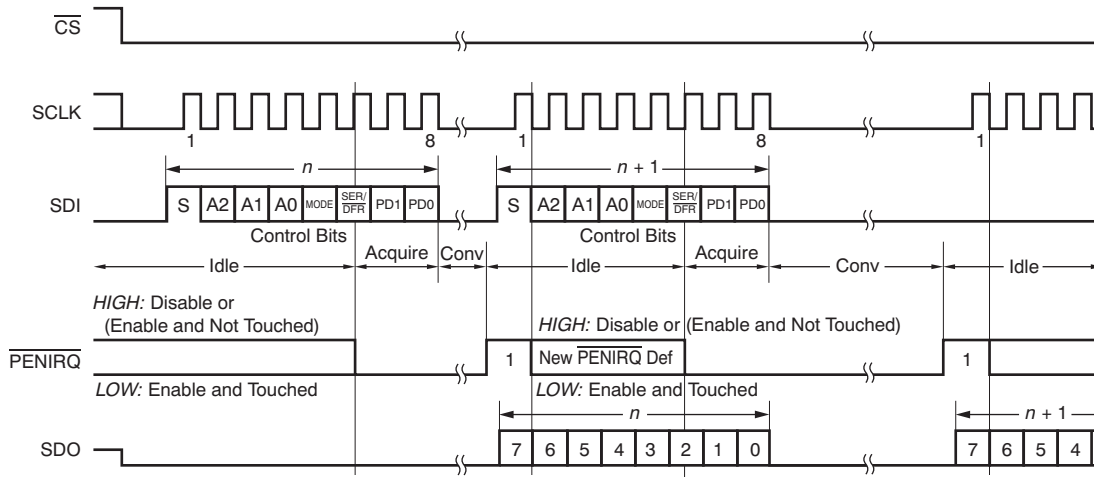 CS
SCLK
1 8 1 8 1
n n + 1
SDI S A2 A1 A0 MODE SER/DFR PD1 PD0 S A2 A1 A0 MODE SER/DFR PD1 PD0
Control Bits Control Bits
Idle Acquire Conv Idle Acquire Conv Idle
HIGH: Disable or
(Enable and Not Touched)
HIGH: Disable or (Enable and Not Touched)
PENIRQ 1 New PENIRQ Def 1
LOW: Enable and Touched LOW: Enable and Touched
n n + 1
SDO 7 6 5 4 3 2 1 0 7 6 5 4